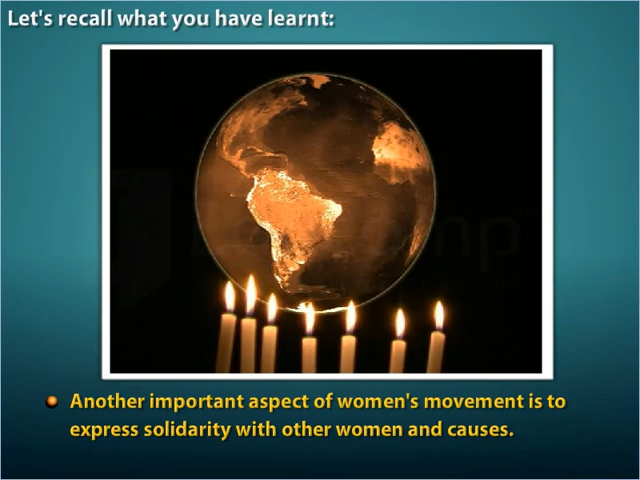 Let's recall what you have learnt:
Another important aspect of women's movement is to
express solidarity with other women and causes.